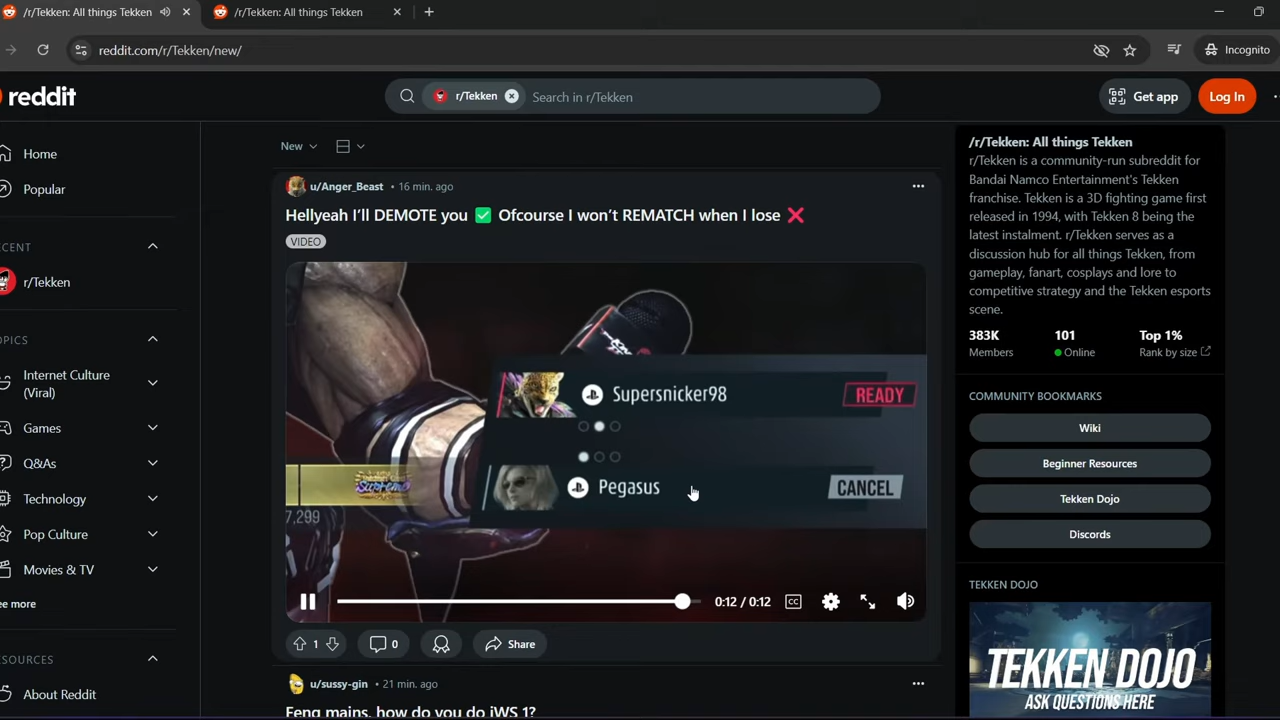 /r/Tekken: All things Tekken
/r/Tekken: All things Tekken
reddit.com/r/Tekken/new/
Incognito
reddit
r/Tekken
Search in r/Tekken
Get app
Log In
Home
Popular
ECENT
r/Tekken
OPICS
Internet Culture
(Viral)
Games
Q&As
Technology
Pop Culture
Movies & TV
ee more
ESOURCES
About Reddit
New
u/Anger_Beast • 16 min. ago
Hellyeah I'll DEMOTE you ✅ Ofcourse I won't REMATCH when I lose ❌
VIDEO
Supersnicker98
READY
Pegasus
CANCEL
7,299
0:12 / 0:12
CC
1
0
Share
u/sussy-gin • 21 min. ago
Feng mains, how do you do iWS 1?
/r/Tekken: All things Tekken
r/Tekken is a community-run subreddit for
Bandai Namco Entertainment's Tekken
franchise. Tekken is a 3D fighting game first
released in 1994, with Tekken 8 being the
latest instalment. r/Tekken serves as a
discussion hub for all things Tekken, from
gameplay, fanart, cosplays and lore to
competitive strategy and the Tekken esports
scene.
383K
Members
101
Online
Top 1%
Rank by size
COMMUNITY BOOKMARKS
Wiki
Beginner Resources
Tekken Dojo
Discords
TEKKEN DOJO
TEKKEN DOJO
ASK QUESTIONS HERE